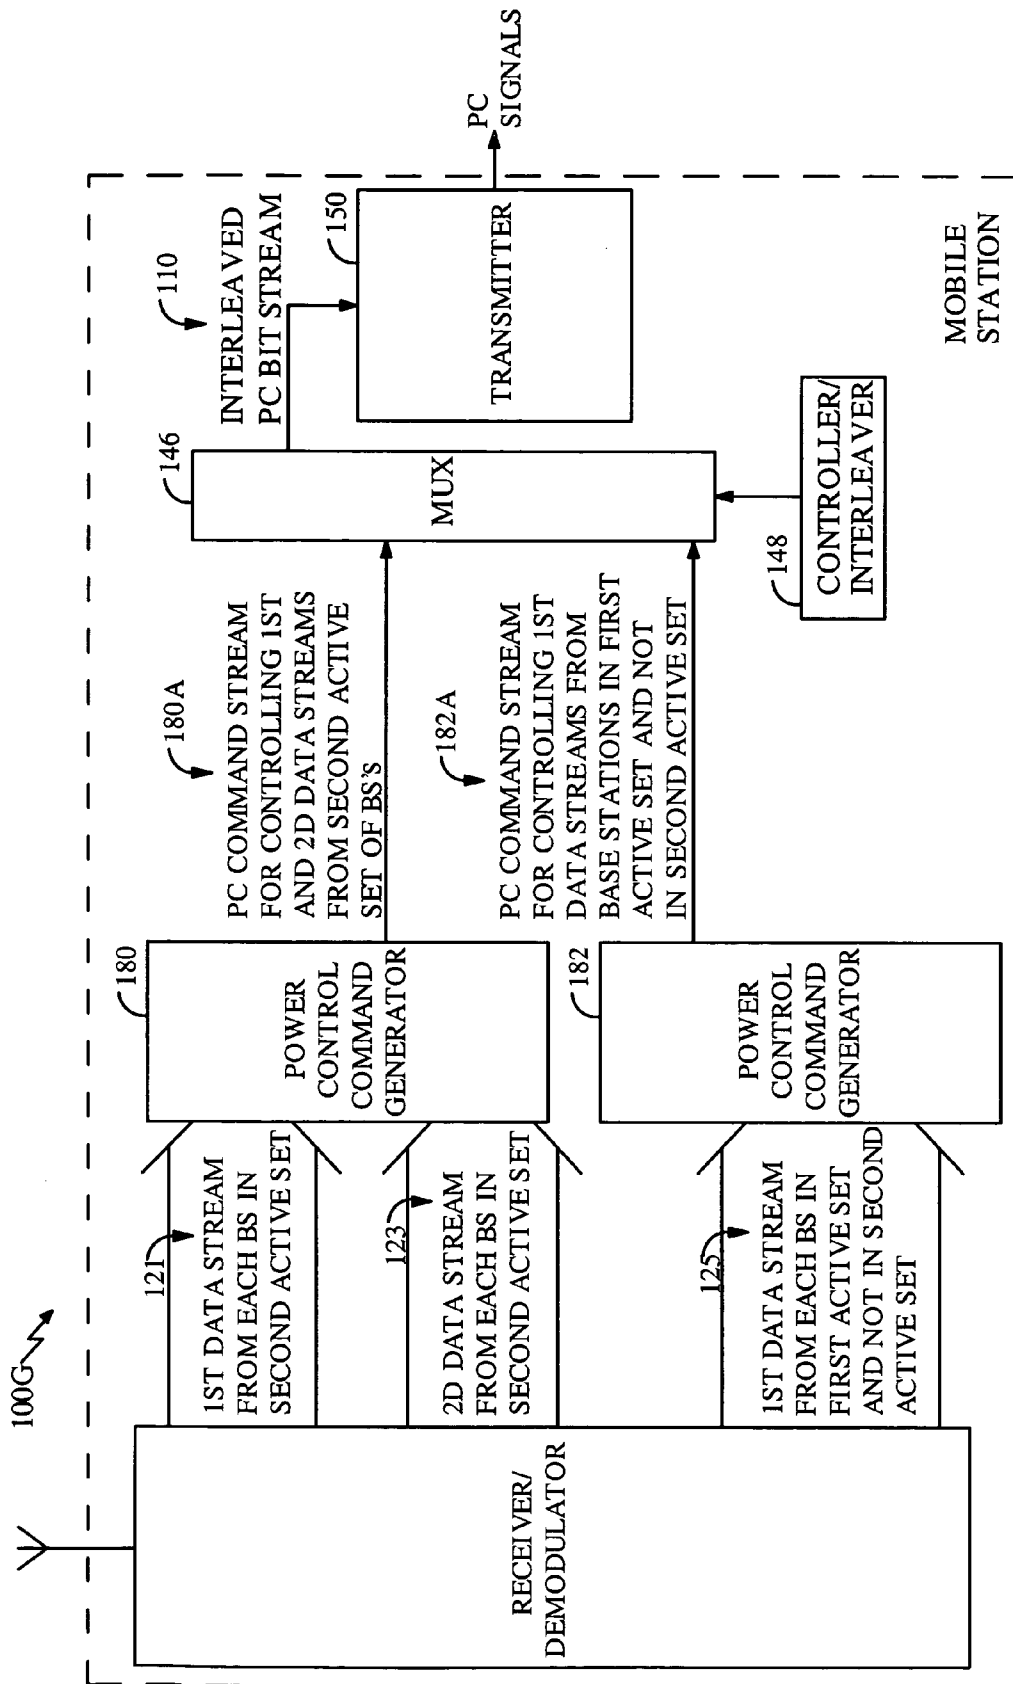 100G
RECEIVER/
DEMODULATOR
121
1ST DATA STREAM
FROM EACH BS IN
SECOND ACTIVE SET
123
2D DATA STREAM
FROM EACH BS IN
SECOND ACTIVE SET
125
1ST DATA STREAM
FROM EACH BS IN
FIRST ACTIVE SET
AND NOT IN SECOND
ACTIVE SET
180
POWER
CONTROL
COMMAND
GENERATOR
182
POWER
CONTROL
COMMAND
GENERATOR
180A
PC COMMAND STREAM
FOR CONTROLLING 1ST
AND 2D DATA STREAMS
FROM SECOND ACTIVE
SET OF BS'S
182A
PC COMMAND STREAM
FOR CONTROLLING 1ST
DATA STREAMS FROM
BASE STATIONS IN FIRST
ACTIVE SET AND NOT
IN SECOND ACTIVE SET
146
MUX
148
CONTROLLER/
INTERLEAVER
110
INTERLEAVED
PC BIT STREAM
150
TRANSMITTER
PC
SIGNALS
MOBILE
STATION